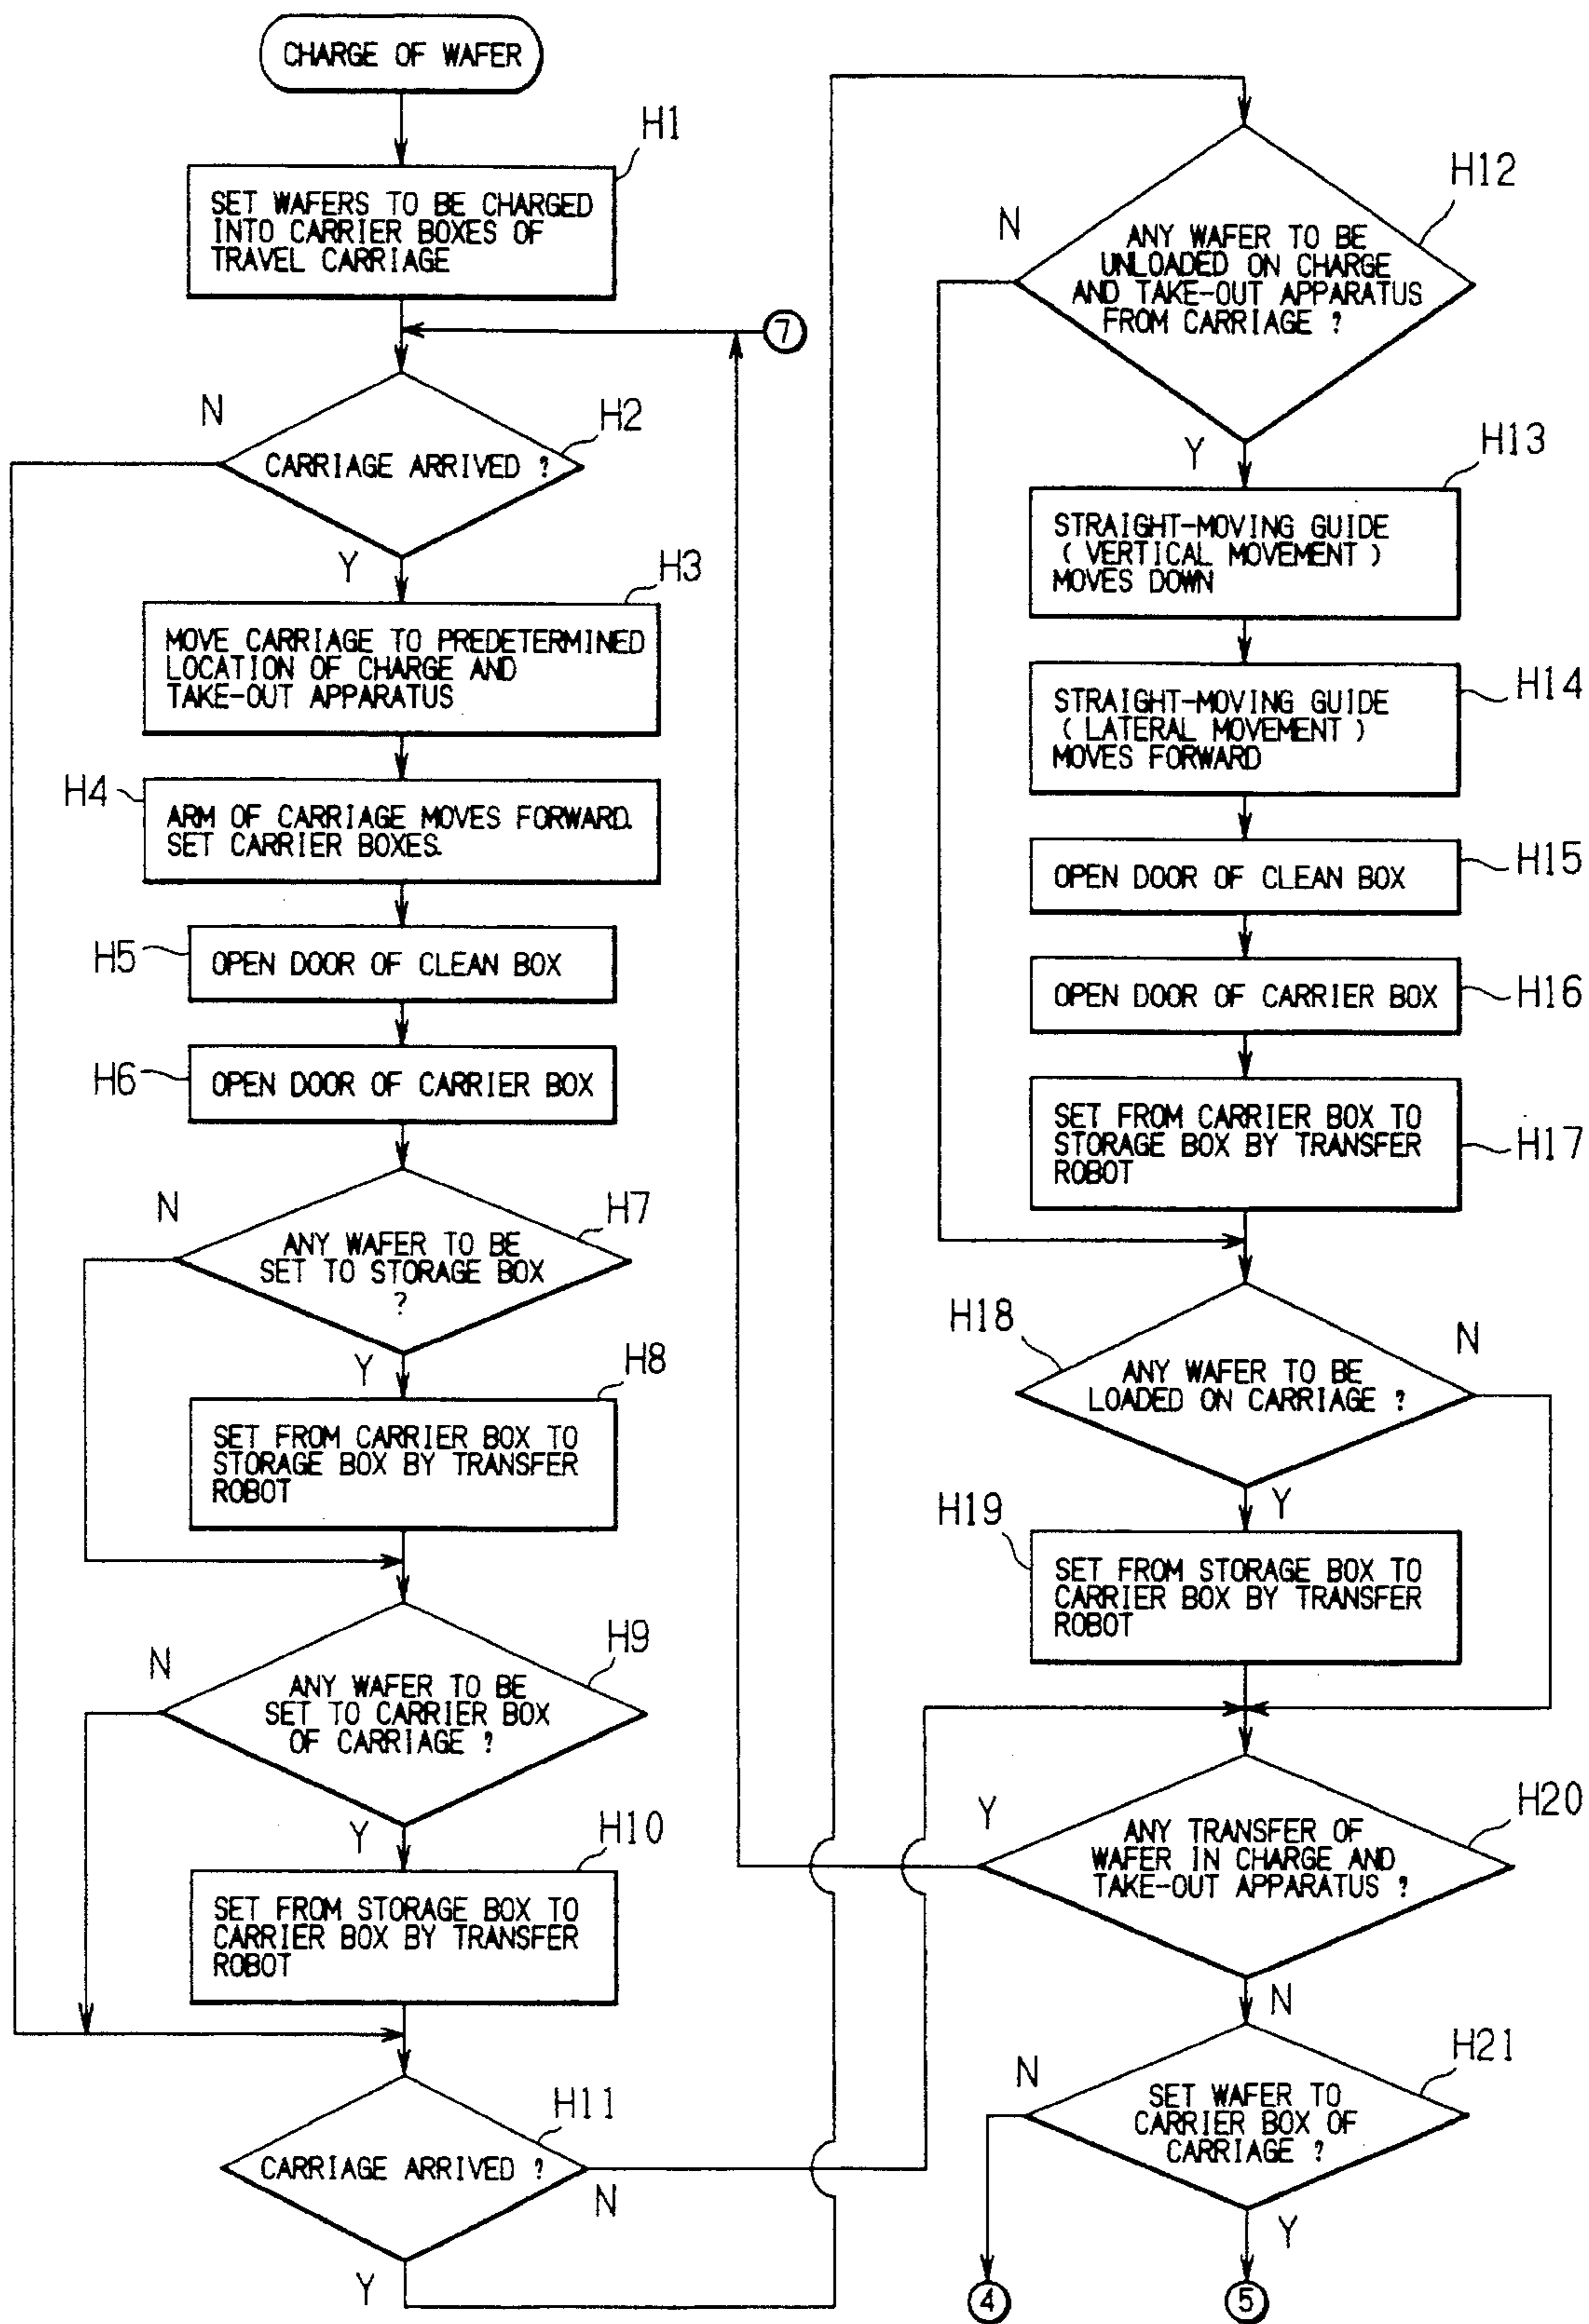 CHARGE OF WAFER
H1
SET WAFERS TO BE CHARGED
INTO CARRIER BOXES OF
TRAVEL CARRIAGE
7
N
H2
CARRIAGE ARRIVED ?
Y
H3
MOVE CARRIAGE TO PREDETERMINED
LOCATION OF CHARGE AND
TAKE-OUT APPARATUS
H4
ARM OF CARRIAGE MOVES FORWARD.
SET CARRIER BOXES.
H5
OPEN DOOR OF CLEAN BOX
H6
OPEN DOOR OF CARRIER BOX
N
H7
ANY WAFER TO BE
SET TO STORAGE BOX
?
Y
H8
SET FROM CARRIER BOX TO
STORAGE BOX BY TRANSFER
ROBOT
N
H9
ANY WAFER TO BE
SET TO CARRIER BOX
OF CARRIAGE ?
Y
H10
SET FROM STORAGE BOX TO
CARRIER BOX BY TRANSFER
ROBOT
H11
CARRIAGE ARRIVED ?
N
Y
H12
N
ANY WAFER TO BE
UNLOADED ON CHARGE
AND TAKE-OUT APPARATUS
FROM CARRIAGE ?
Y
H13
STRAIGHT-MOVING GUIDE
( VERTICAL MOVEMENT )
MOVES DOWN
H14
STRAIGHT-MOVING GUIDE
( LATERAL MOVEMENT )
MOVES FORWARD
H15
OPEN DOOR OF CLEAN BOX
H16
OPEN DOOR OF CARRIER BOX
H17
SET FROM CARRIER BOX TO
STORAGE BOX BY TRANSFER
ROBOT
H18
N
ANY WAFER TO BE
LOADED ON CARRIAGE ?
Y
H19
SET FROM STORAGE BOX TO
CARRIER BOX BY TRANSFER
ROBOT
Y
H20
ANY TRANSFER OF
WAFER IN CHARGE AND
TAKE-OUT APPARATUS ?
N
H21
N
SET WAFER TO
CARRIER BOX OF
CARRIAGE ?
Y
4
5